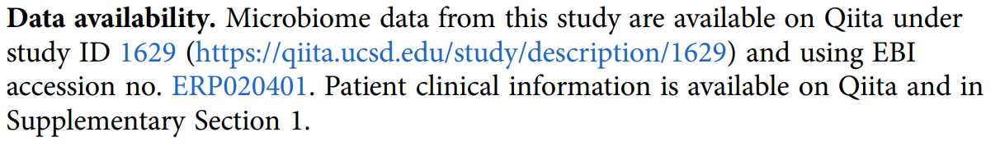 Data availability. Microbiome data from this study are available on Qiita under
study ID 1629 (https://qiita.ucsd.edu/study/description/1629) and using EBI
accession no. ERP020401. Patient clinical information is available on Qiita and in
Supplementary Section 1.